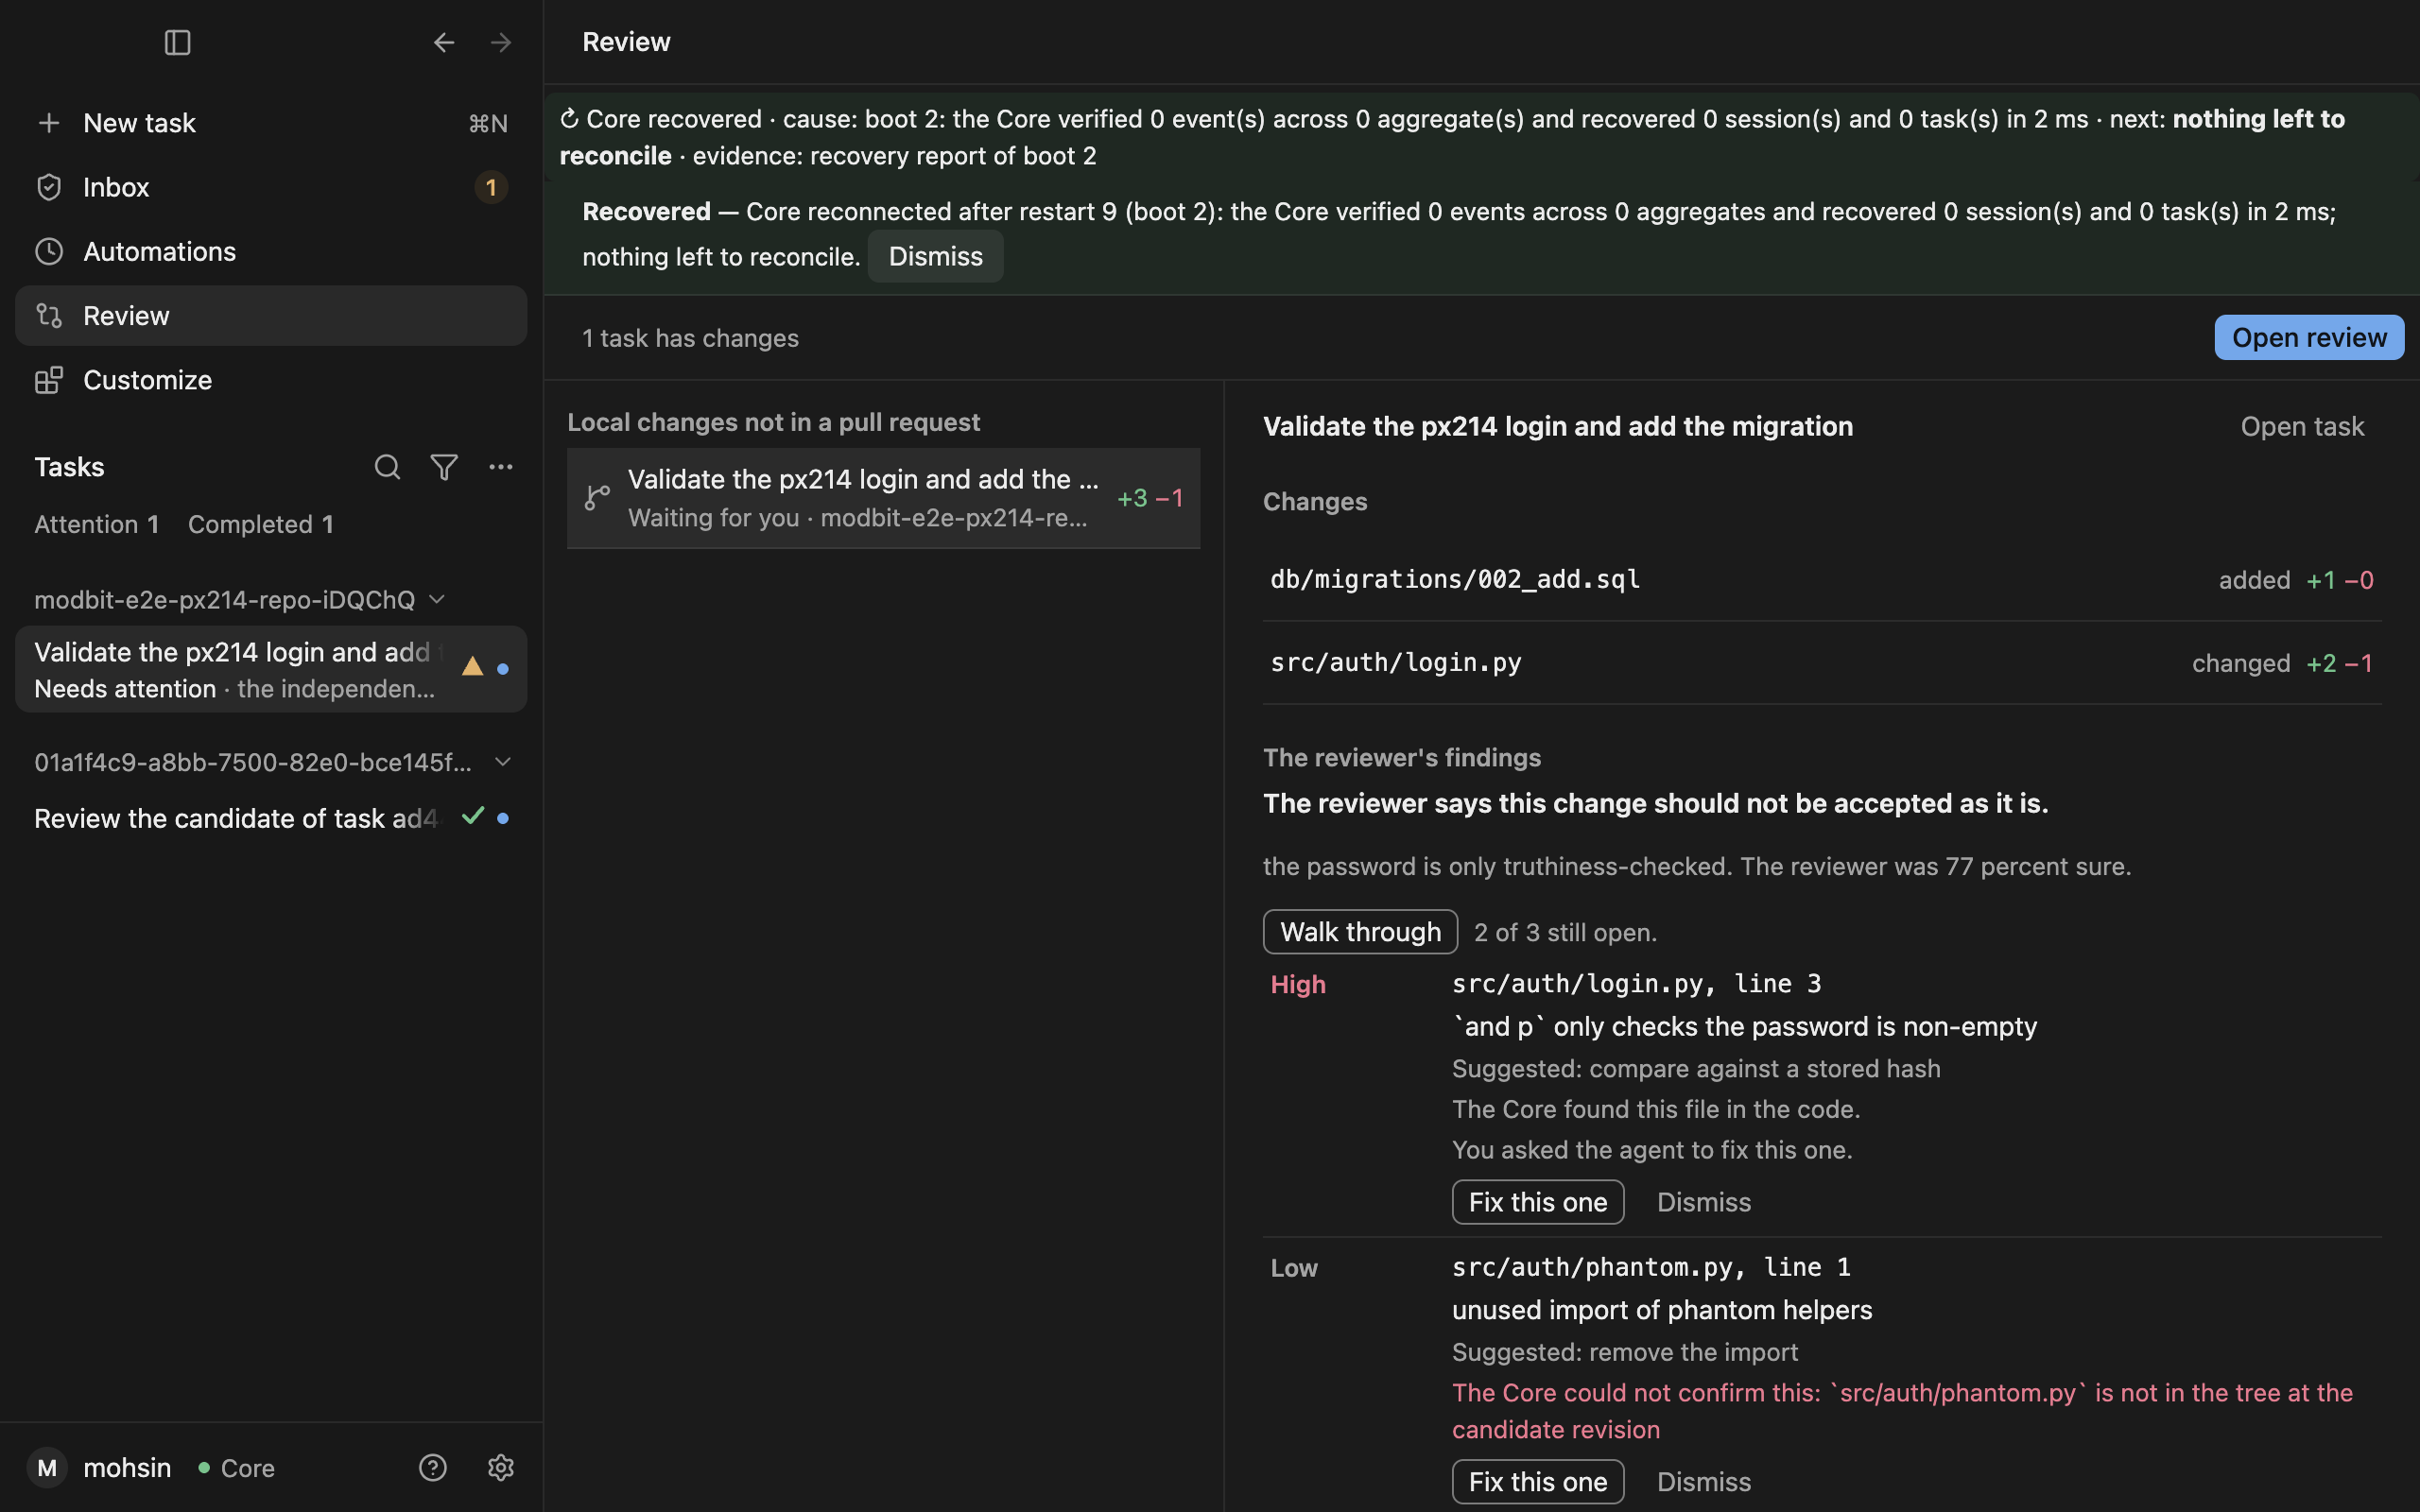 New task ⌘N
Inbox 1
Automations
Review
Customize
Tasks
Attention 1 Completed 1
modbit-e2e-px214-repo-iDQChQ
Validate the px214 login and add
Needs attention · the independen...
01a1f4c9-a8bb-7500-82e0-bce145f...
Review the candidate of task ad4
M mohsin Core
Review
Core recovered · cause: boot 2: the Core verified 0 event(s) across 0 aggregate(s) and recovered 0 session(s) and 0 task(s) in 2 ms · next: nothing left to
reconcile · evidence: recovery report of boot 2
Recovered — Core reconnected after restart 9 (boot 2): the Core verified 0 events across 0 aggregates and recovered 0 session(s) and 0 task(s) in 2 ms;
nothing left to reconcile. Dismiss
1 task has changes Open review
Local changes not in a pull request
Validate the px214 login and add the ...
Waiting for you · modbit-e2e-px214-re...
+3 −1
Validate the px214 login and add the migration Open task
Changes
db/migrations/002_add.sql added +1 −0
src/auth/login.py changed +2 −1
The reviewer's findings
The reviewer says this change should not be accepted as it is.
the password is only truthiness-checked. The reviewer was 77 percent sure.
Walk through 2 of 3 still open.
High src/auth/login.py, line 3
`and p` only checks the password is non-empty
Suggested: compare against a stored hash
The Core found this file in the code.
You asked the agent to fix this one.
Fix this one Dismiss
Low src/auth/phantom.py, line 1
unused import of phantom helpers
Suggested: remove the import
The Core could not confirm this: `src/auth/phantom.py` is not in the tree at the
candidate revision
Fix this one Dismiss